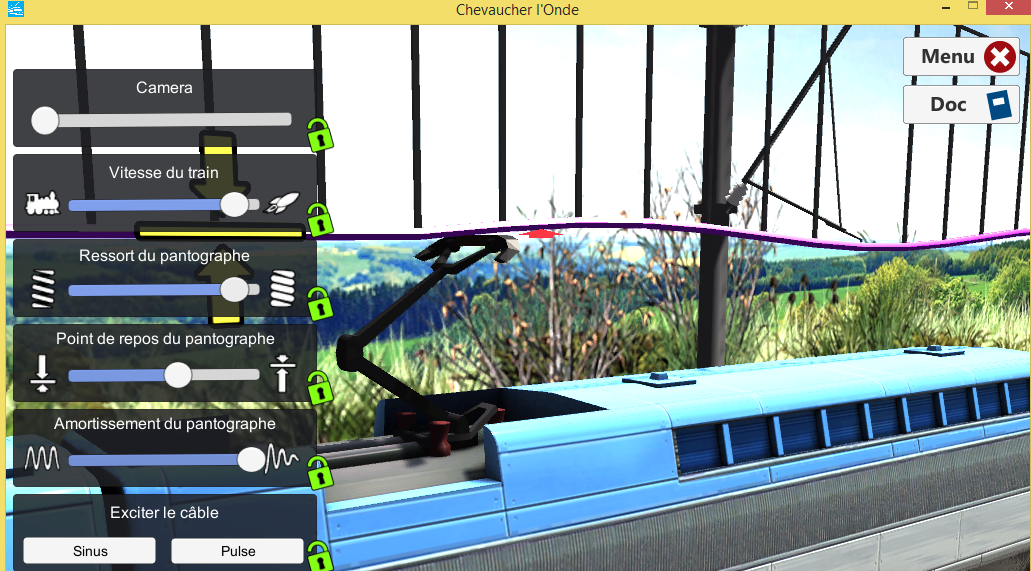 Chevaucher l'Onde
Menu
Doc
Camera
Vitesse du train
Ressort du pantographe
Point de repos du pantographe
Amortissement du pantographe
Exciter le câble
Sinus
Pulse